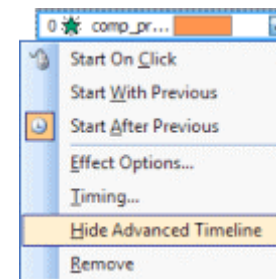 0 comp_pr...
Start On Click
Start With Previous
Start After Previous
Effect Options...
Timing...
Hide Advanced Timeline
Remove